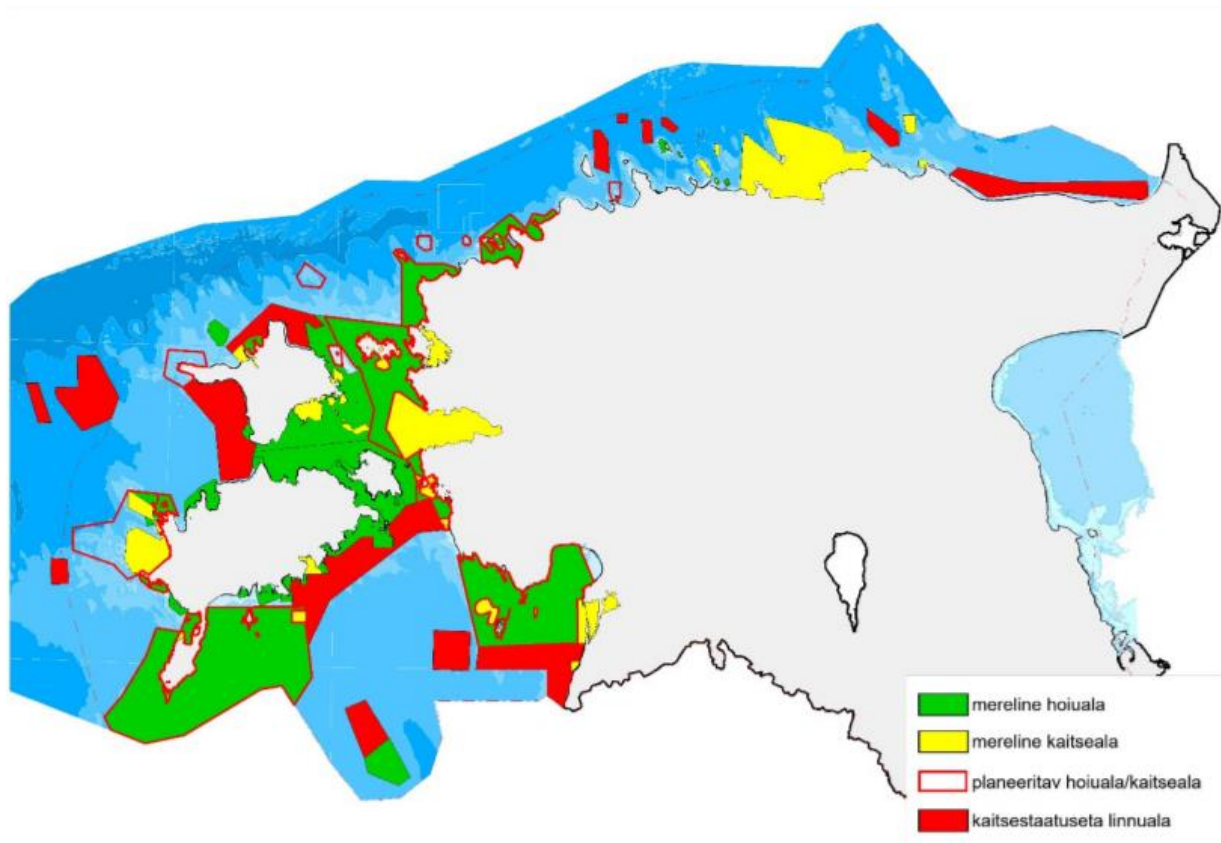 mereline hoiuala
mereline kaitseala
planeeritav hoiuala/kaitseala
kaitsestaatuseta linnuala